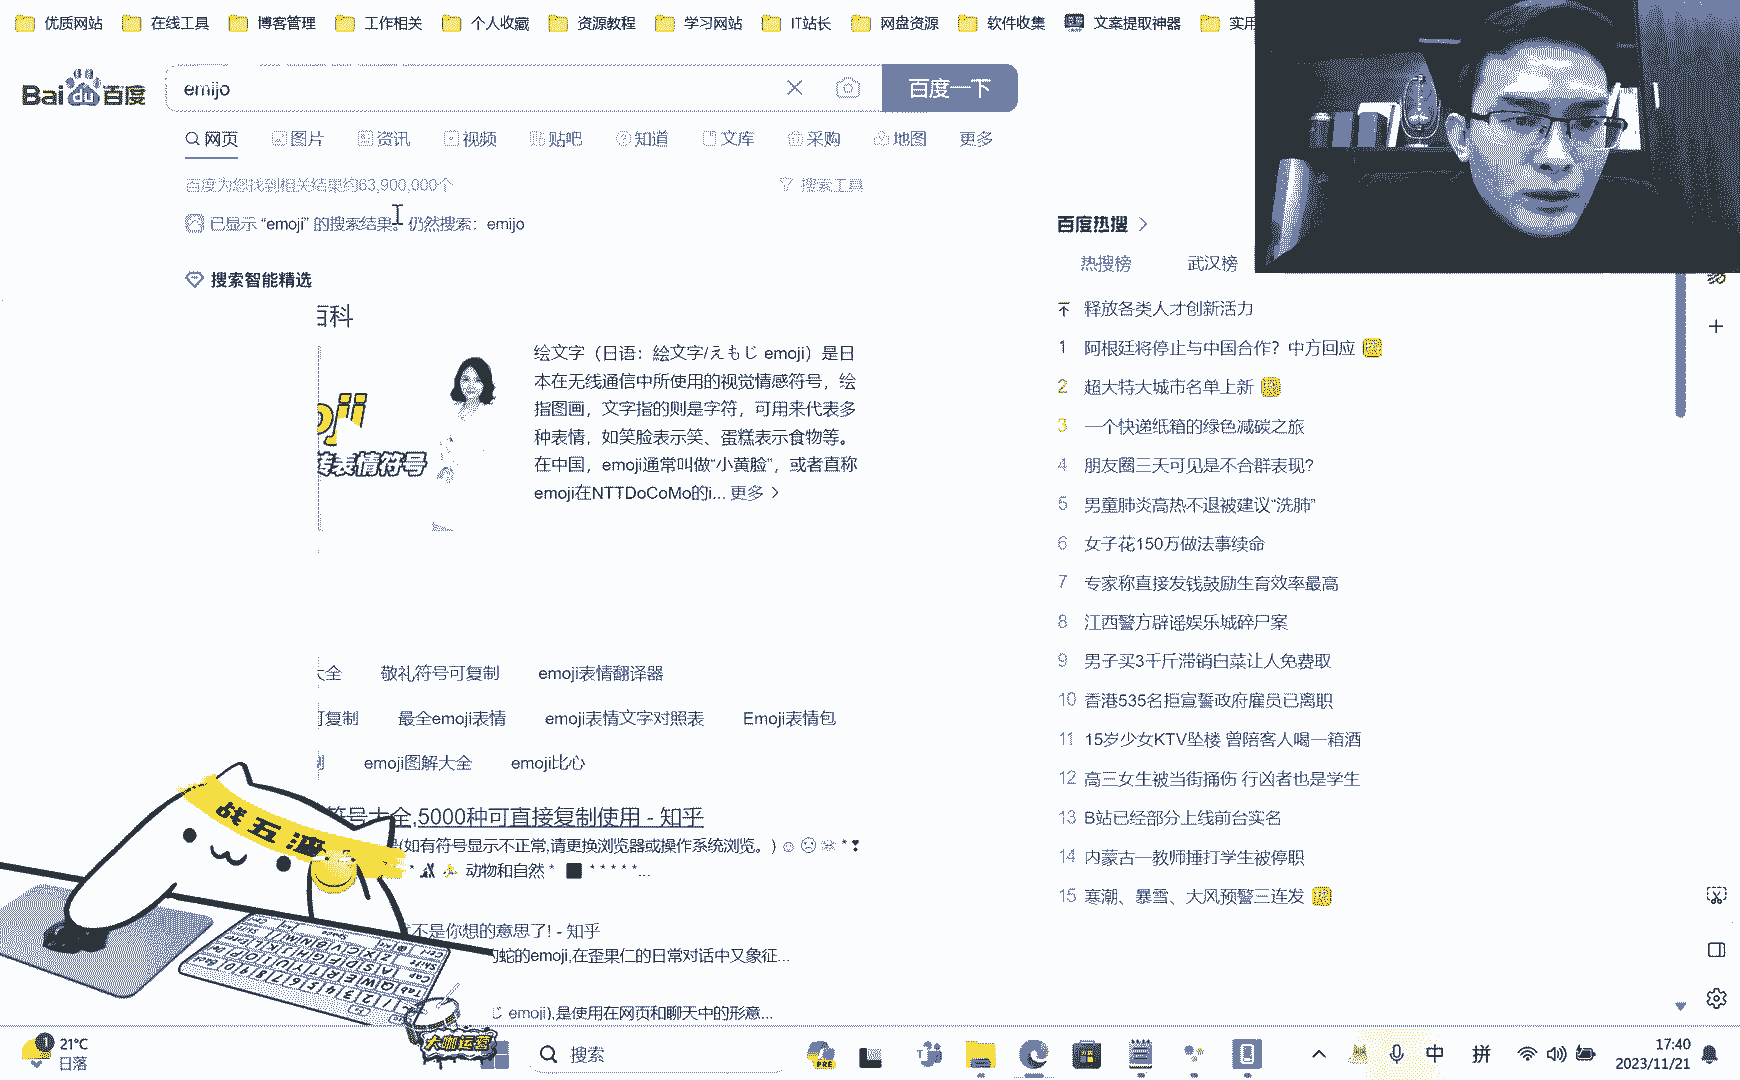 优质网站 在线工具 博客管理 工作相关 个人收藏 资源教程 学习网站 IT站长 网盘资源 软件收集 文案提取神器 实用
Bai du 百度 emijo 百度一下
网页 图片 资讯 视频 贴吧 知道 文库 采购 地图 更多
百度为您找到相关结果约63,900,000个 搜索工具
已显示 “emoji” 的搜索结果。仍然搜索：emijo
搜索智能精选
百科
oji
表情符号
绘文字（日语：絵文字/えもじ emoji）是日
本在无线通信中所使用的视觉情感符号，绘
指图画，文字指的则是字符，可用来代表多
种表情，如笑脸表示笑、蛋糕表示食物等。
在中国，emoji通常叫做“小黄脸”，或者直称
emoji在NTTDoCoMo的i... 更多
大全 敬礼符号可复制 emoji表情翻译器
可复制 最全emoji表情 emoji表情文字对照表 Emoji表情包
emoji图解大全 emoji比心
符号大全,5000种可直接复制使用 - 知乎
(如有符号显示不正常,请更换浏览器或操作系统浏览。)
动物和自然
不是你想的意思了! - 知乎
的蛇的emoji,在歪果仁的日常对话中又象征...
じ emoji),是使用在网页和聊天中的形意...
百度热搜
热搜榜 武汉榜
释放各类人才创新活力
1 阿根廷将停止与中国合作？中方回应
2 超大特大城市名单上新
3 一个快递纸箱的绿色减碳之旅
4 朋友圈三天可见是不合群表现?
5 男童肺炎高热不退被建议“洗肺”
6 女子花150万做法事续命
7 专家称直接发钱鼓励生育效率最高
8 江西警方辟谣娱乐城碎尸案
9 男子买3千斤滞销白菜让人免费取
10 香港535名拒宣誓政府雇员已离职
11 15岁少女KTV坠楼 曾陪客人喝一箱酒
12 高三女生被当街捅伤 行凶者也是学生
13 B站已经部分上线前台实名
14 内蒙古一教师捶打学生被停职
15 寒潮、暴雪、大风预警三连发
战五渣
大咖运营
21°C
日落
搜索
PRE
中 拼
17:40
2023/11/21